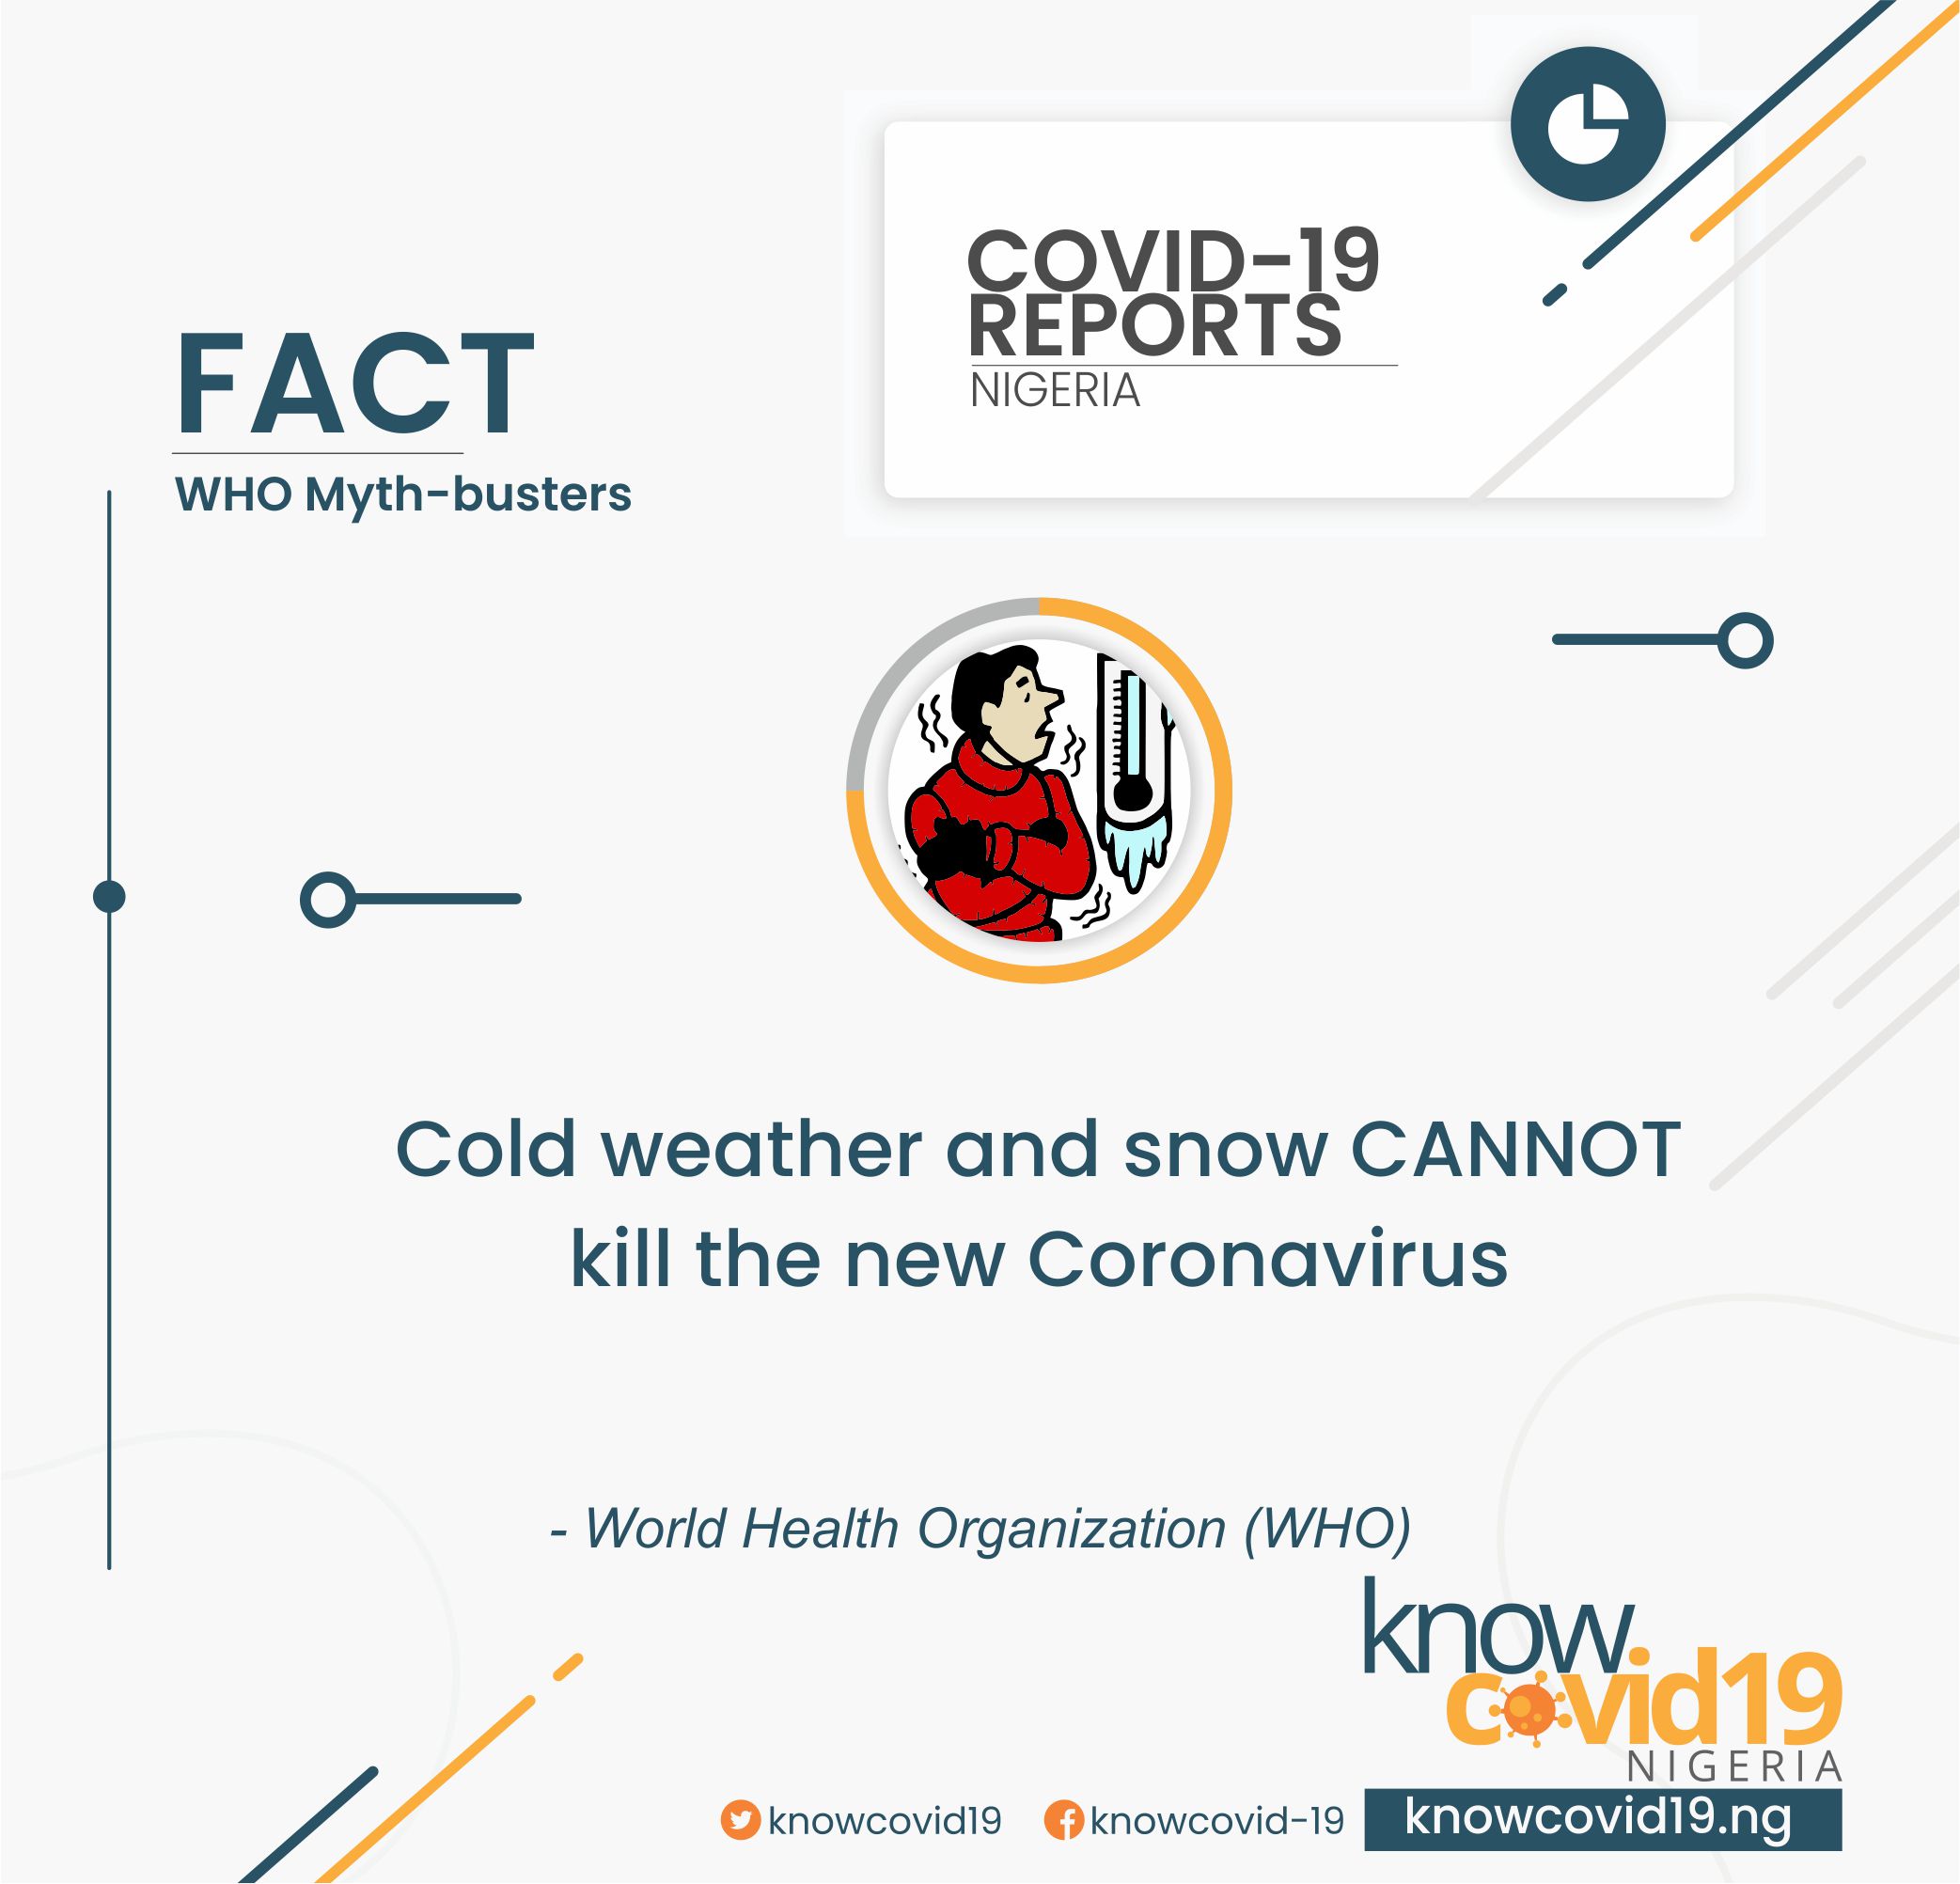 COVID-19
REPORTS
NIGERIA
FACT
WHO Myth-busters
Cold weather and snow CANNOT
kill the new Coronavirus
- World Health Organization (WHO)
know
covid19
NIGERIA
knowcovid19 knowcovid-19 knowcovid19.ng